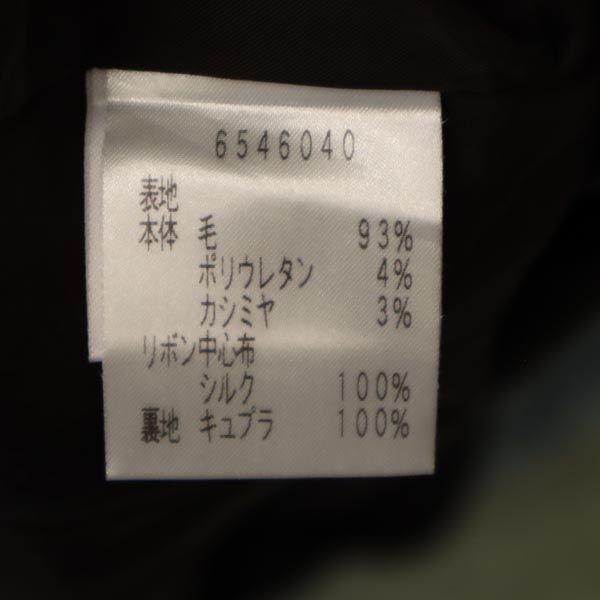 6546040
表地
本体 毛 93%
ポリウレタン 4%
カシミヤ 3%
リボン中心布
シルク 100%
裏地 キュプラ 100%